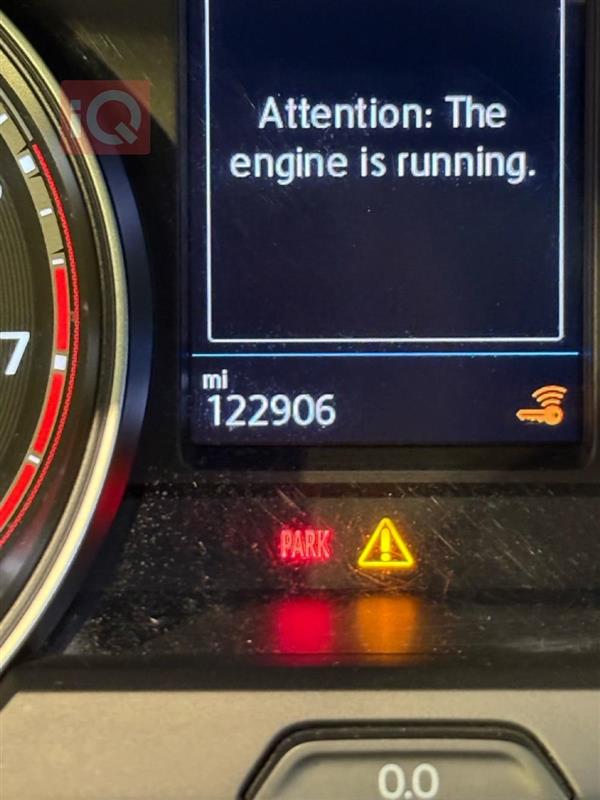 iQ
Attention: The
engine is running.
7
mi
122906
PARK
0.0